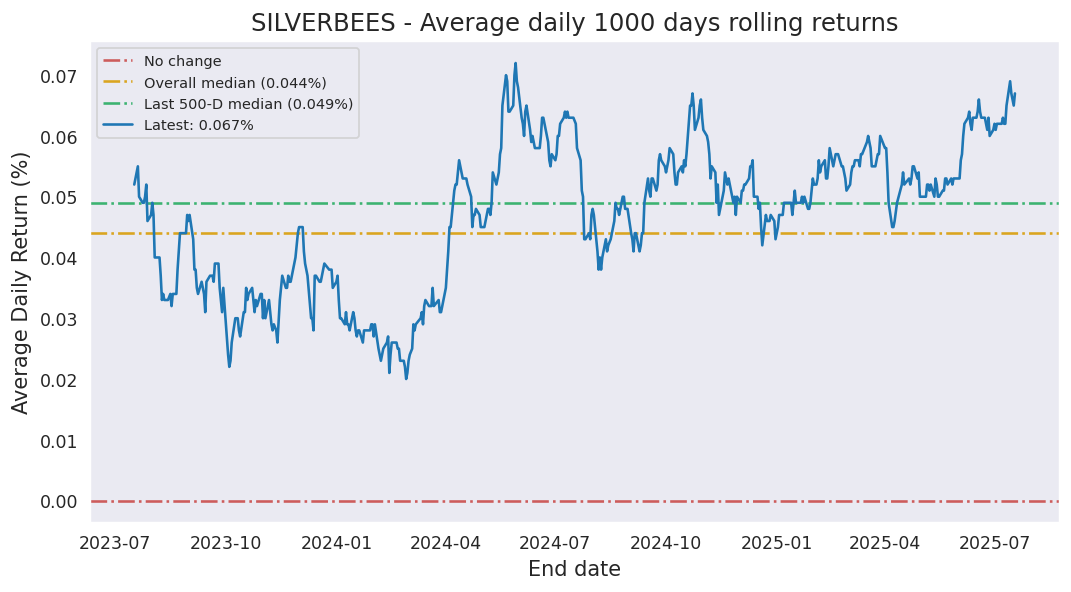 SILVERBEES - Average daily 1000 days rolling returns
No change
Overall median (0.044%)
Last 500-D median (0.049%)
Latest: 0.067%
Average Daily Return (%)
0.07
0.06
0.05
0.04
0.03
0.02
0.01
0.00
2023-07 2023-10 2024-01 2024-04 2024-07 2024-10 2025-01 2025-04 2025-07
End date